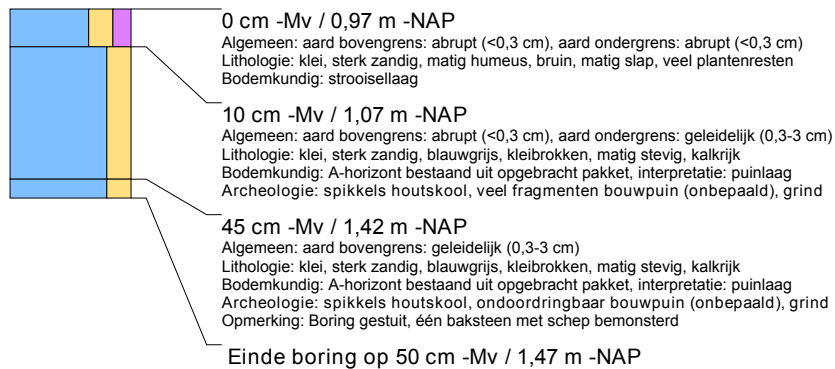 0 cm -Mv / 0,97 m -NAP
Algemeen: aard bovengrens: abrupt (<0,3 cm), aard ondergrens: abrupt (<0,3 cm)
Lithologie: klei, sterk zandig, matig humeus, bruin, matig slap, veel plantenresten
Bodemkundig: strooisellaag
10 cm -Mv / 1,07 m -NAP
Algemeen: aard bovengrens: abrupt (<0,3 cm), aard ondergrens: geleidelijk (0,3-3 cm)
Lithologie: klei, sterk zandig, blauwgrijs, kleibrokken, matig stevig, kalkrijk
Bodemkundig: A-horizont bestaand uit opgebracht pakket, interpretatie: puinlaag
Archeologie: spikkels houtskool, veel fragmenten bouwpuin (onbepaald), grind
45 cm -Mv / 1,42 m -NAP
Algemeen: aard bovengrens: geleidelijk (0,3-3 cm)
Lithologie: klei, sterk zandig, blauwgrijs, kleibrokken, matig stevig, kalkrijk
Bodemkundig: A-horizont bestaand uit opgebracht pakket, interpretatie: puinlaag
Archeologie: spikkels houtskool, ondoordringbaar bouwpuin (onbepaald), grind
Opmerking: Boring gestuit, één baksteen met schep bemonsterd
Einde boring op 50 cm -Mv / 1,47 m -NAP